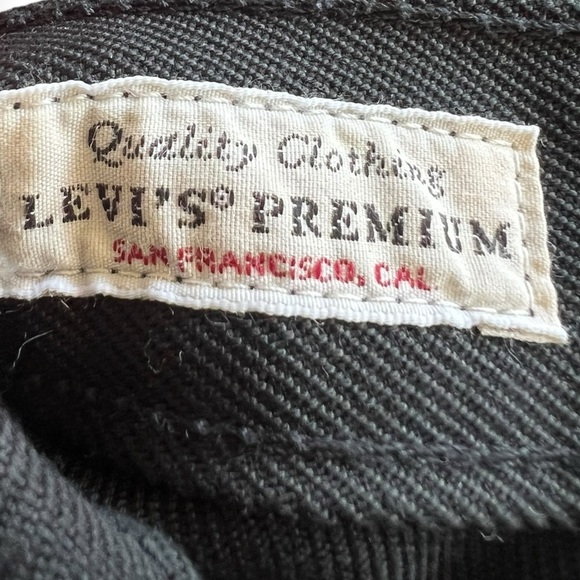 Quality Clothing
LEVI'S® PREMIUM
SAN FRANCISCO, CAL.